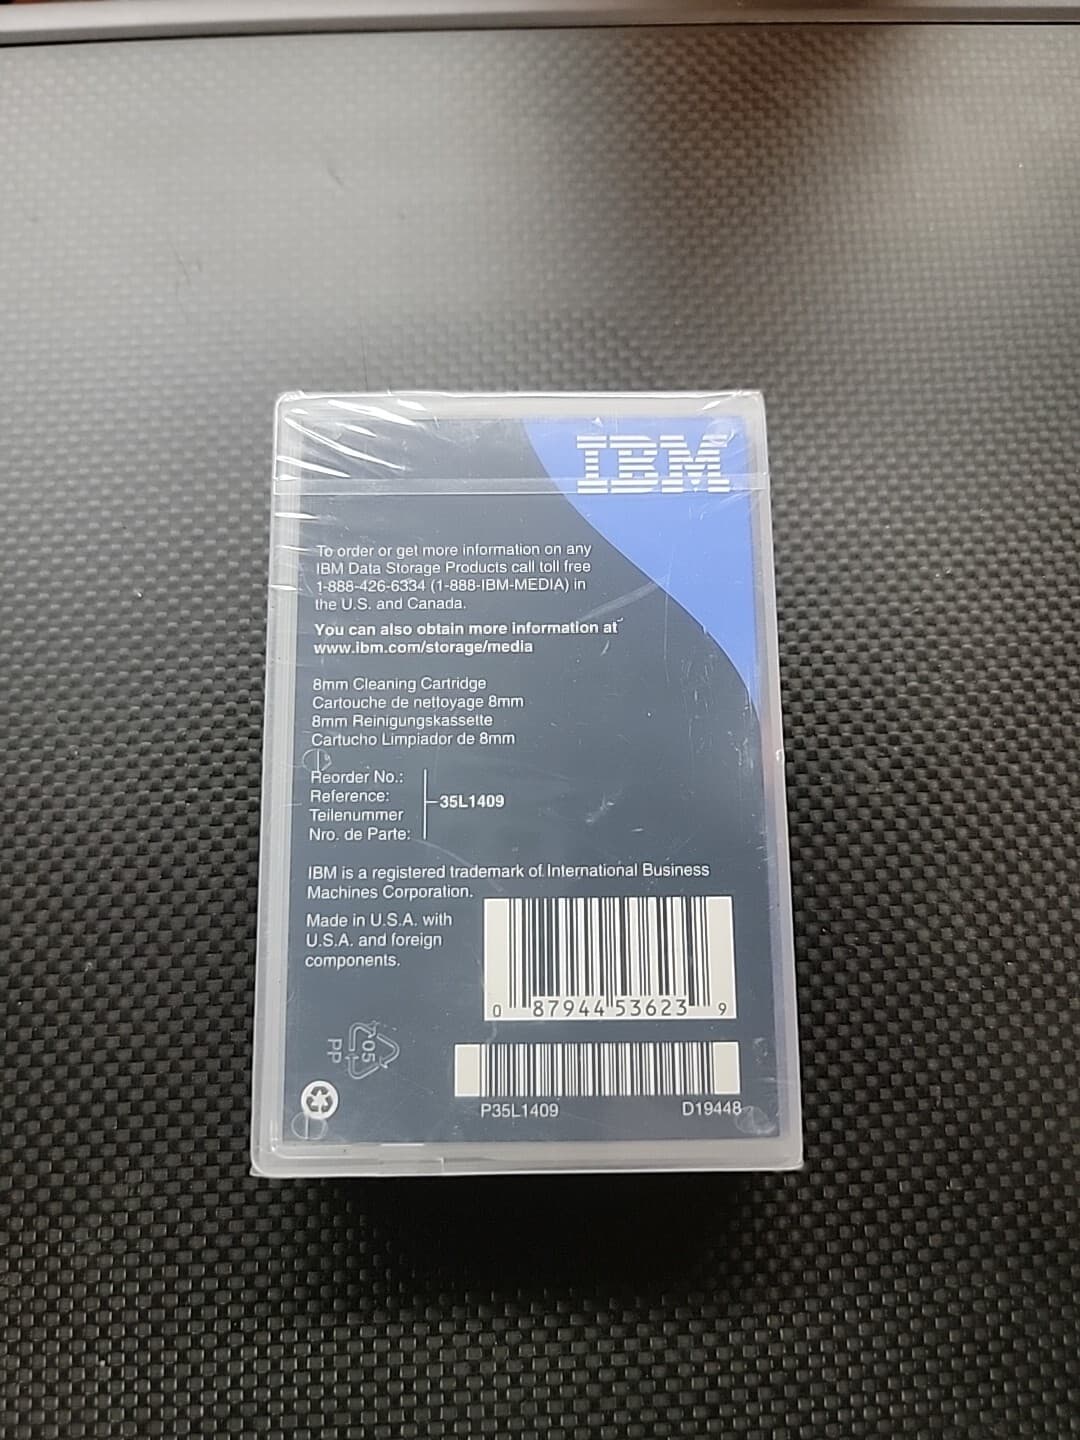 IBM
To order or get more information on any
IBM Data Storage Products call toll free
1-888-426-6334 (1-888-IBM-MEDIA) in
the U.S. and Canada.
You can also obtain more information at
www.ibm.com/storage/media
8mm Cleaning Cartridge
Cartouche de nettoyage 8mm
8mm Reinigungskassette
Cartucho Limpiador de 8mm
Reorder No.:
Reference:
35L1409
Teilenummer
Nro. de Parte:
IBM is a registered trademark of International Business
Machines Corporation.
Made in U.S.A. with
U.S.A. and foreign
components.
0 87944 53623 9
05
PP
P35L1409 D19448